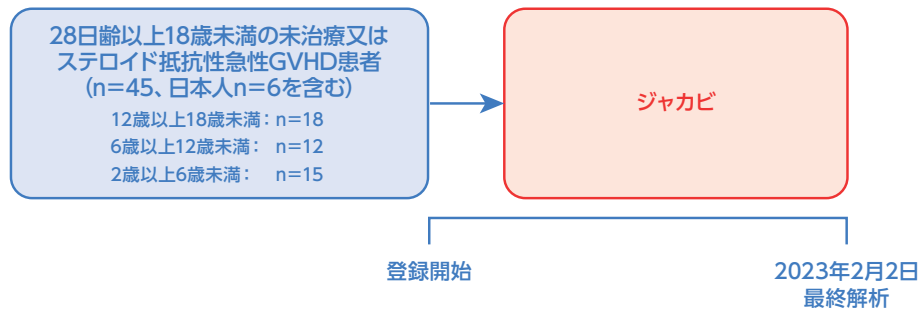 28日齢以上18歳未満の未治療又は
ステロイド抵抗性急性GVHD患者
(n=45、日本人n=6を含む)
12歳以上18歳未満：n=18
6歳以上12歳未満： n=12
2歳以上6歳未満： n=15
ジャカビ
登録開始
2023年2月2日
最終解析